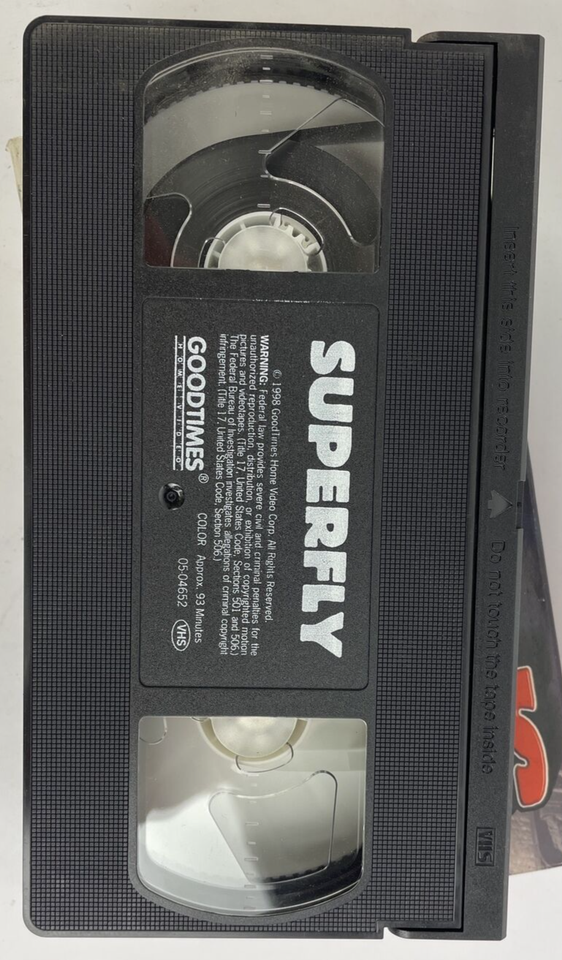 Insert this side into recorder Do not touch the tape inside
VHS
SUPERFLY
© 1998 GoodTimes Home Video Corp. All Rights Reserved.
WARNING: Federal law provides severe civil and criminal penalties for the
unauthorized reproduction, distribution, or exhibition of copyrighted motion
pictures and videotapes. (Title 17, United States Code, Sections 501 and 506.)
The Federal Bureau of Investigation investigates allegations of criminal copyright
infringement. (Title 17, United States Code, Section 506.)
GOODTIMES®
HOME VIDEO
COLOR Approx. 93 Minutes
05-04652 VHS